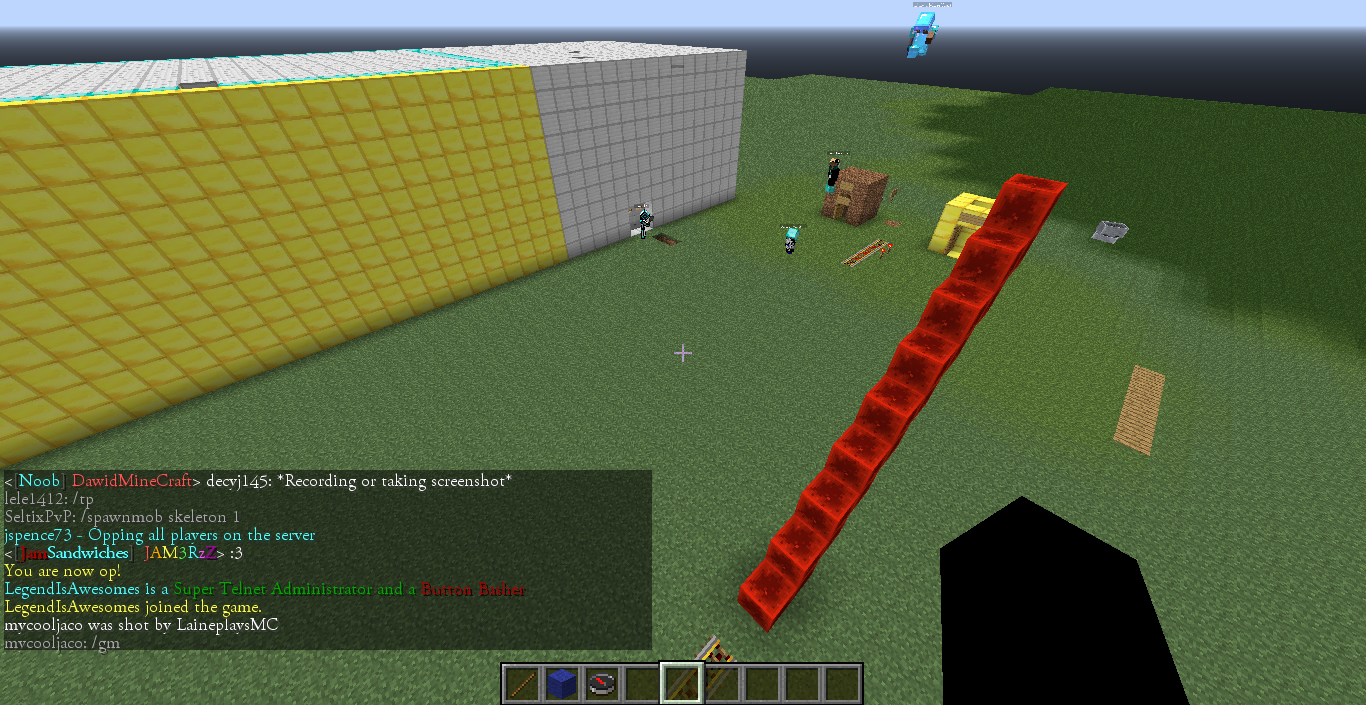 <[Noob] DawidMineCraft> decyj145: *Recording or taking screenshot*
lele1412: /tp
SeltixPvP: /spawnmob skeleton 1
jspence73 - Opping all players on the server
<[JamSandwiches] JAM3RzZ> :3
You are now op!
LegendIsAwesomes is a Super Telnet Administrator and a Button Basher
LegendIsAwesomes joined the game.
mycooljaco was shot by LaineplaysMC
mycooljaco: /gm